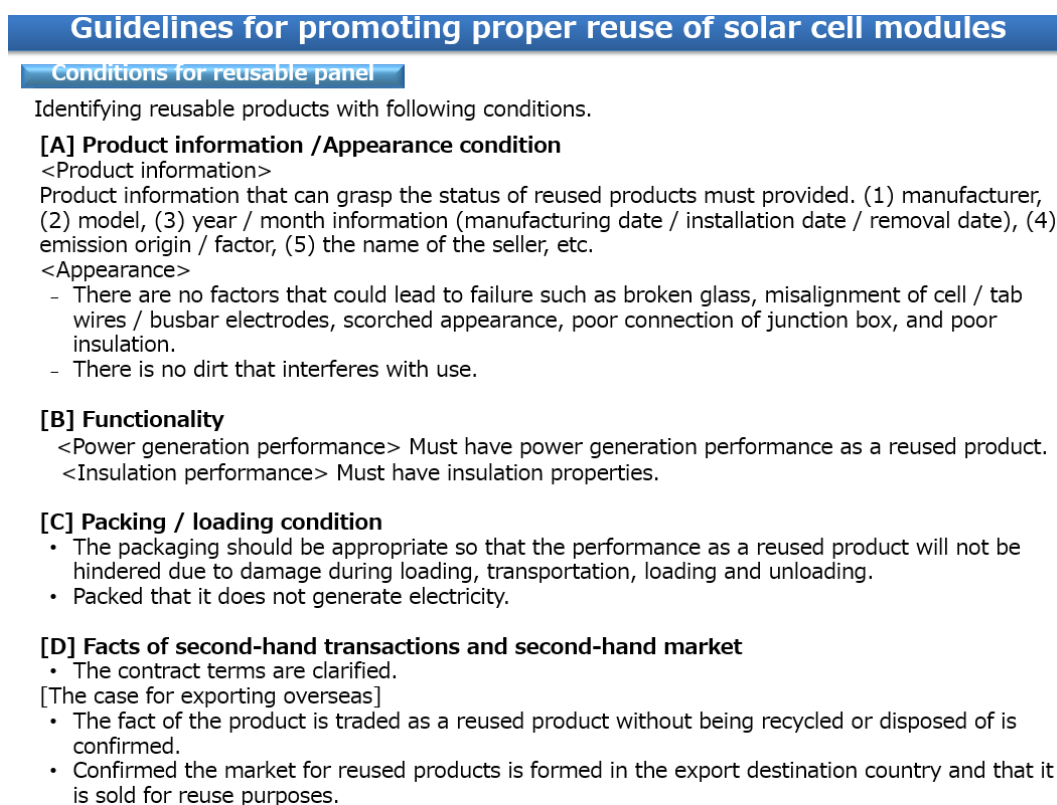 Guidelines for promoting proper reuse of solar cell modules
Conditions for reusable panel
Identifying reusable products with following conditions.
[A] Product information /Appearance condition
<Product information>
Product information that can grasp the status of reused products must provided. (1) manufacturer,
(2) model, (3) year / month information (manufacturing date / installation date / removal date), (4)
emission origin / factor, (5) the name of the seller, etc.
<Appearance>
– There are no factors that could lead to failure such as broken glass, misalignment of cell / tab
wires / busbar electrodes, scorched appearance, poor connection of junction box, and poor
insulation.
– There is no dirt that interferes with use.
[B] Functionality
<Power generation performance> Must have power generation performance as a reused product.
<Insulation performance> Must have insulation properties.
[C] Packing / loading condition
• The packaging should be appropriate so that the performance as a reused product will not be
hindered due to damage during loading, transportation, loading and unloading.
• Packed that it does not generate electricity.
[D] Facts of second-hand transactions and second-hand market
• The contract terms are clarified.
[The case for exporting overseas]
• The fact of the product is traded as a reused product without being recycled or disposed of is
confirmed.
• Confirmed the market for reused products is formed in the export destination country and that it
is sold for reuse purposes.